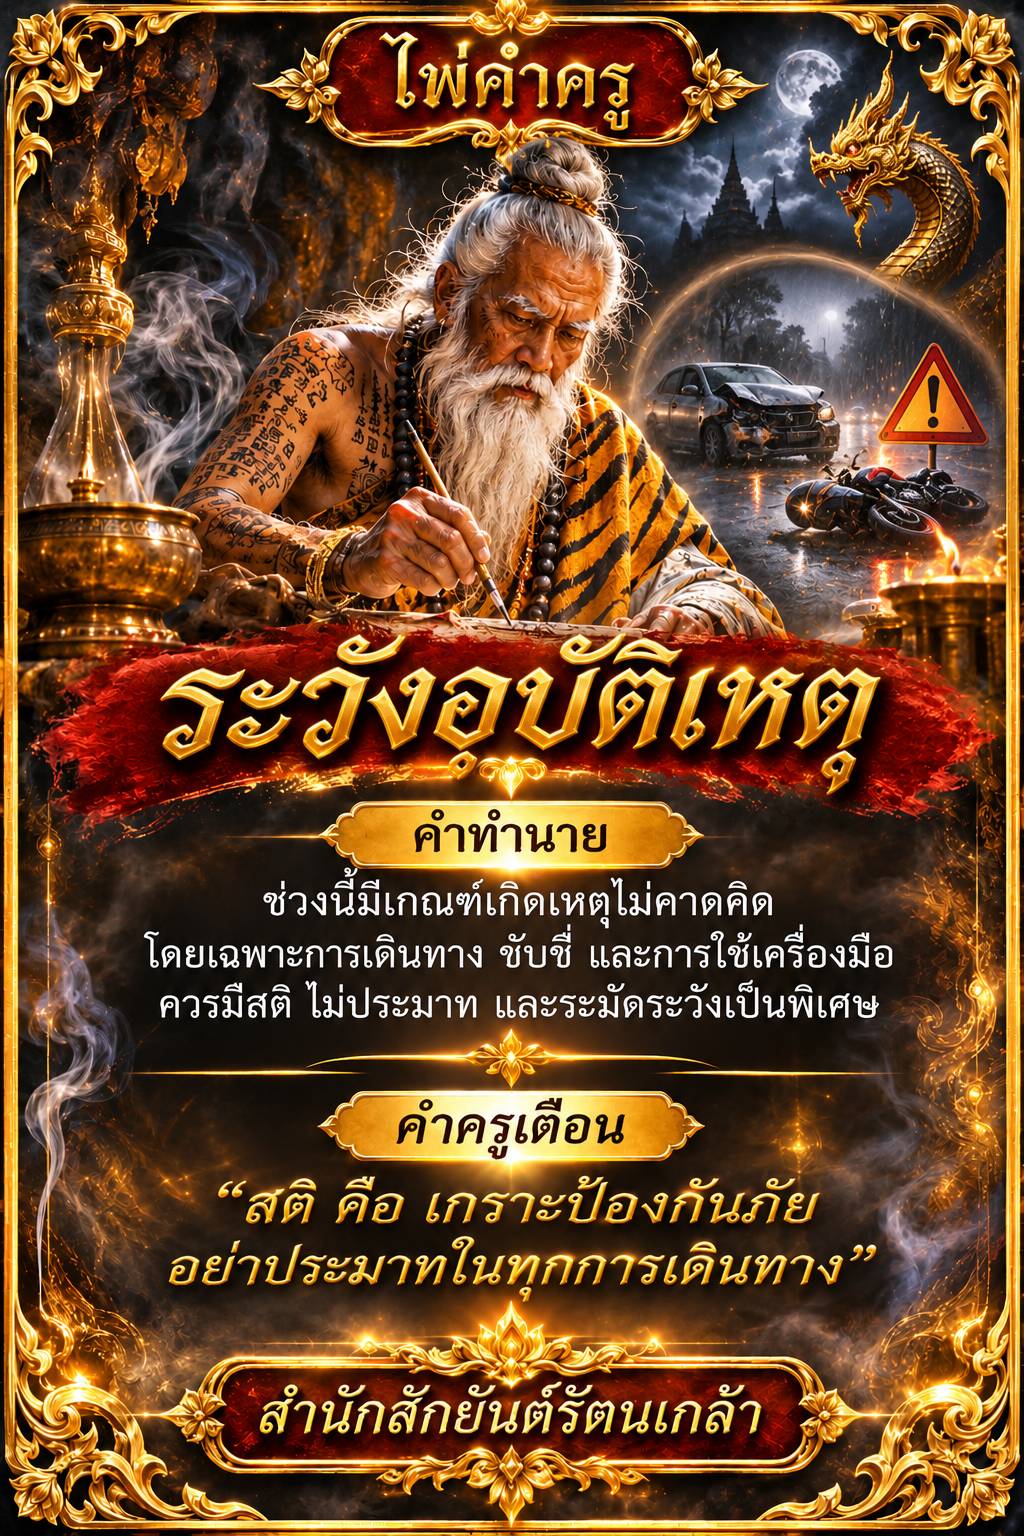 ไพ่คำครู
ระวังอุบัติเหตุ
คำทำนาย
ช่วงนี้มีเกณฑ์เกิดเหตุไม่คาดคิด
โดยเฉพาะการเดินทาง ชับชื่ และการใช้เครื่องมือ
ควรมีสติ ไม่ประมาท และระมัดระวังเป็นพิเศษ
คำครูเตือน
“สติ คือ เกราะป้องกันภัย
อย่าประมาทในทุกการเดินทาง”
สำนักสักยันต์รัตนเกล้า